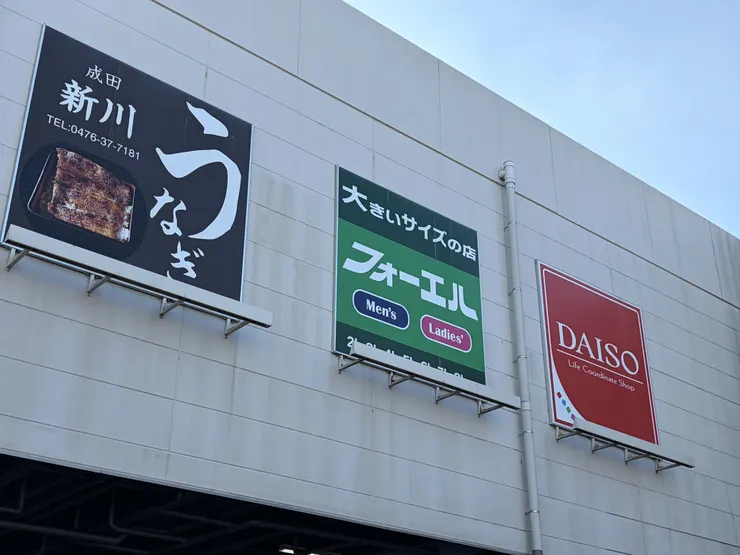 成田
新川
TEL:0476-37-7181
うなぎ
大きいサイズの店
フォーエル
Men's
Ladies'
DAISO
Life Coordinate Shop